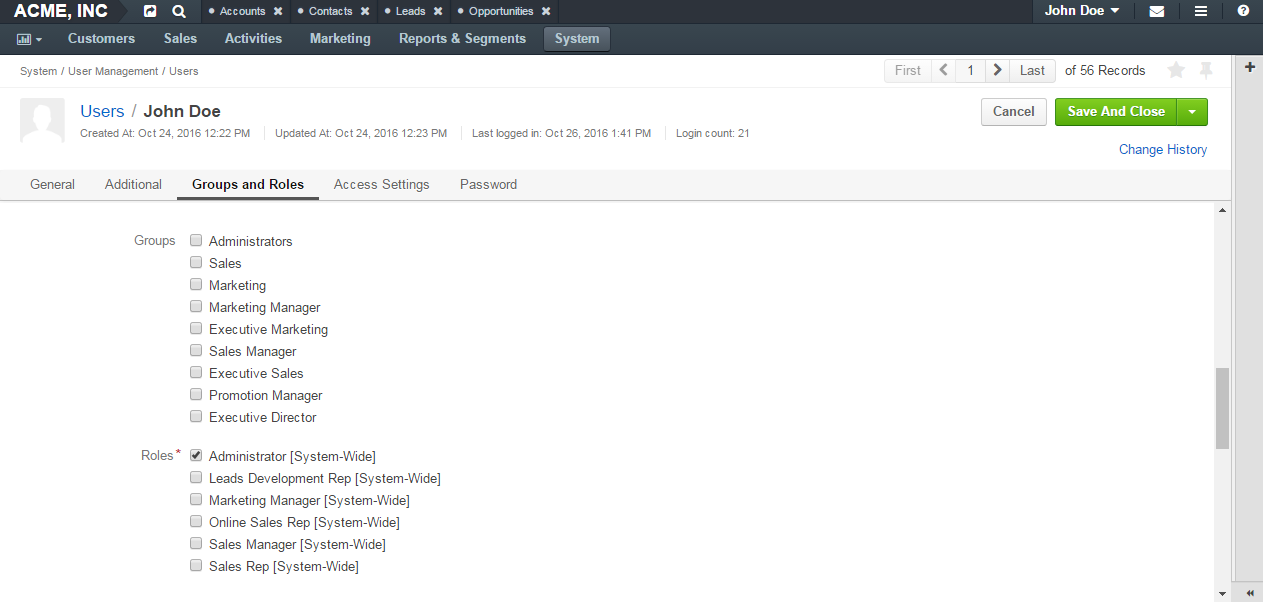 ACME, INC Accounts Contacts Leads Opportunities John Doe
Customers Sales Activities Marketing Reports & Segments System
System / User Management / Users First 1 Last of 56 Records
Users / John Doe Cancel Save And Close
Created At: Oct 24, 2016 12:22 PM Updated At: Oct 24, 2016 12:23 PM Last logged in: Oct 26, 2016 1:41 PM Login count: 21
Change History
General Additional Groups and Roles Access Settings Password
Groups Administrators
Sales
Marketing
Marketing Manager
Executive Marketing
Sales Manager
Executive Sales
Promotion Manager
Executive Director
Roles* Administrator [System-Wide]
Leads Development Rep [System-Wide]
Marketing Manager [System-Wide]
Online Sales Rep [System-Wide]
Sales Manager [System-Wide]
Sales Rep [System-Wide]